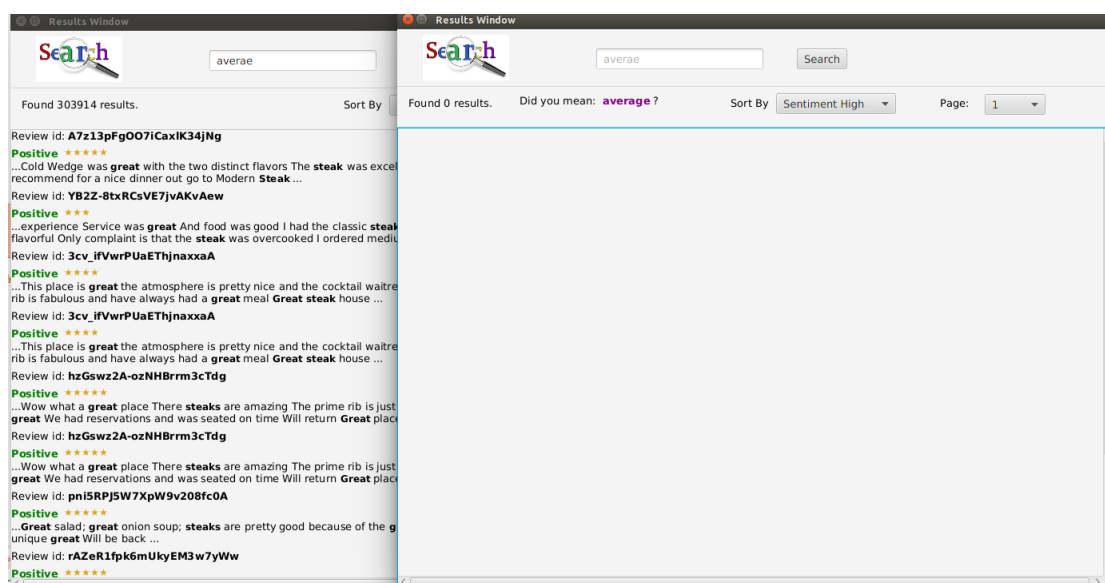 Results Window
Search
averae
Found 303914 results.
Sort By
Review id: A7z13pFgOO7iCaxlK34jNg
Positive ★★★★★
...Cold Wedge was great with the two distinct flavors The steak was excel
recommend for a nice dinner out go to Modern Steak ...
Review id: YB2Z-8txRCsVE7jvAKvAew
Positive ★★★
...experience Service was great And food was good I had the classic steak
flavorful Only complaint is that the steak was overcooked I ordered mediu
Review id: 3cv_ifVwrPUaEThjnaxxaA
Positive ★★★★
...This place is great the atmosphere is pretty nice and the cocktail waitre
rib is fabulous and have always had a great meal Great steak house ...
Review id: 3cv_ifVwrPUaEThjnaxxaA
Positive ★★★★
...This place is great the atmosphere is pretty nice and the cocktail waitre
rib is fabulous and have always had a great meal Great steak house ...
Review id: hzGswz2A-ozNHBrrm3cTdg
Positive ★★★★★
...Wow what a great place There steaks are amazing The prime rib is just
great We had reservations and was seated on time Will return Great place
Review id: hzGswz2A-ozNHBrrm3cTdg
Positive ★★★★★
...Wow what a great place There steaks are amazing The prime rib is just
great We had reservations and was seated on time Will return Great place
Review id: pni5RPJ5W7XpW9v208fc0A
Positive ★★★★★
...Great salad; great onion soup; steaks are pretty good because of the g
unique great Will be back ...
Review id: rAZeR1fpk6mUkyEM3w7yWw
Positive ★★★★★
Results Window
Search
averae
Search
Found 0 results.
Did you mean: average ?
Sort By
Sentiment High
Page:
1